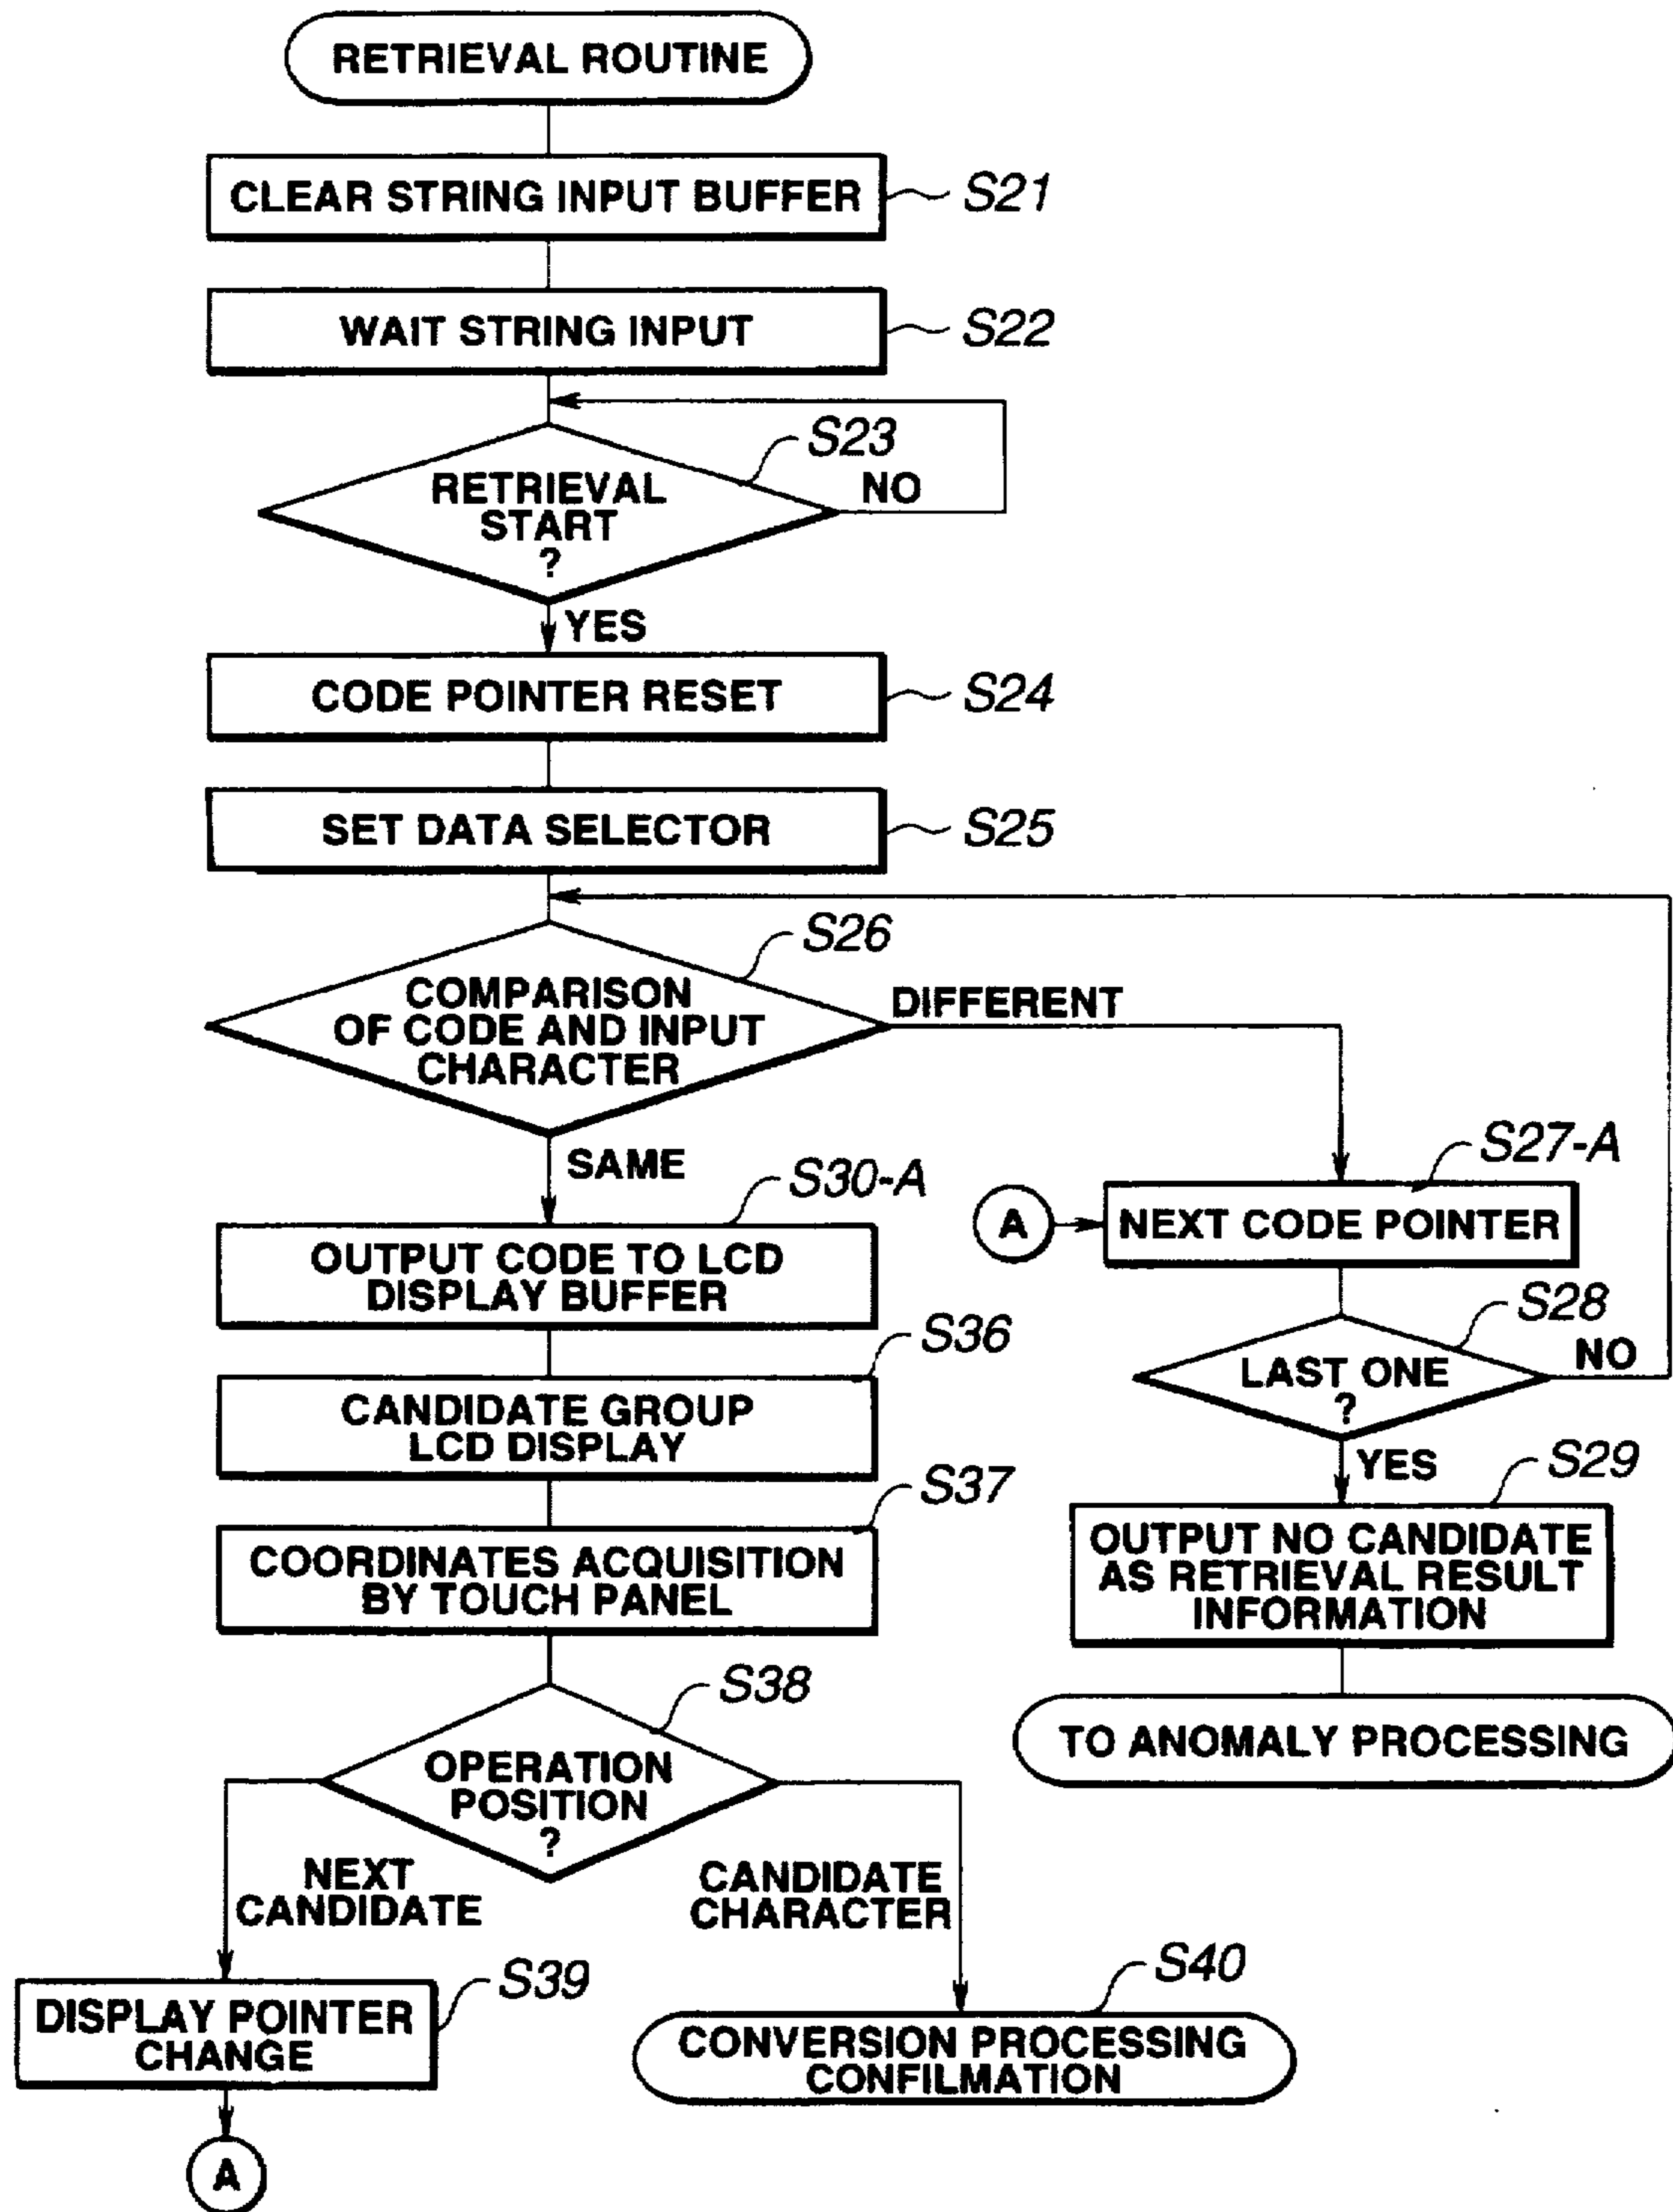 RETRIEVAL ROUTINE
CLEAR STRING INPUT BUFFER
S21
WAIT STRING INPUT
S22
S23
RETRIEVAL
START
?
NO
YES
CODE POINTER RESET
S24
SET DATA SELECTOR
S25
S26
COMPARISON
OF CODE AND INPUT
CHARACTER
DIFFERENT
SAME
S30-A
OUTPUT CODE TO LCD
DISPLAY BUFFER
S36
CANDIDATE GROUP
LCD DISPLAY
S37
COORDINATES ACQUISITION
BY TOUCH PANEL
S38
OPERATION
POSITION
?
NEXT
CANDIDATE
CANDIDATE
CHARACTER
S39
DISPLAY POINTER
CHANGE
A
S40
CONVERSION PROCESSING
CONFILMATION
S27-A
A
NEXT CODE POINTER
S28
LAST ONE
?
NO
YES
S29
OUTPUT NO CANDIDATE
AS RETRIEVAL RESULT
INFORMATION
TO ANOMALY PROCESSING